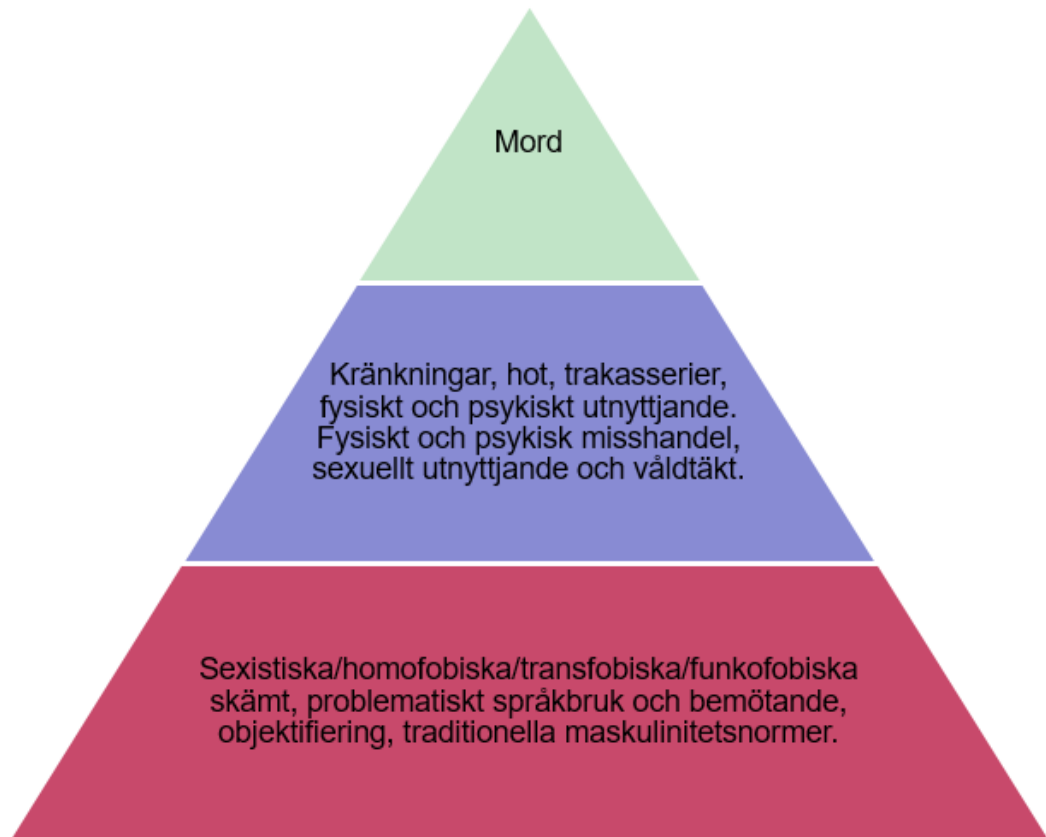 Mord
Kränkningar, hot, trakasserier,
fysiskt och psykiskt utnyttjande.
Fysiskt och psykisk misshandel,
sexuellt utnyttjande och våldtäkt.
Sexistiska/homofobiska/transfobiska/funkofobiska
skämt, problematiskt språkbruk och bemötande,
objektifiering, traditionella maskulinitetsnormer.